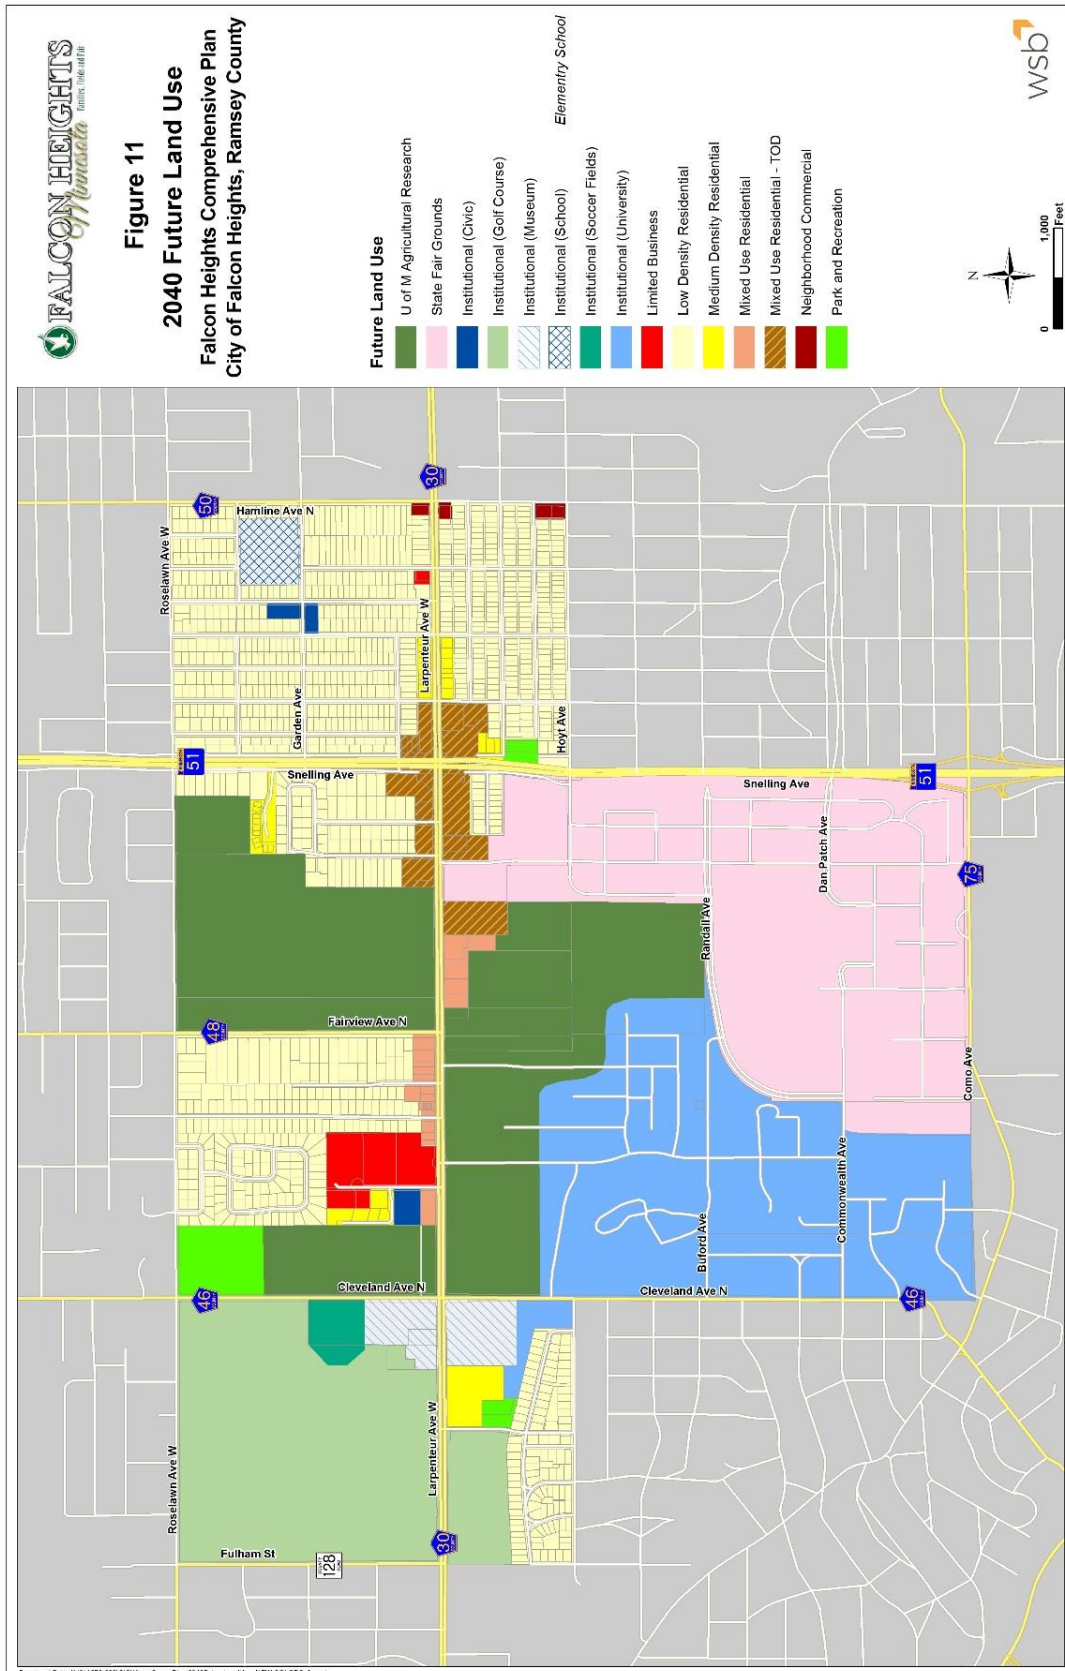 FALCON HEIGHTS
Minnesota
Families, Fields and Fair
Figure 11
2040 Future Land Use
Falcon Heights Comprehensive Plan
City of Falcon Heights, Ramsey County
Future Land Use
U of M Agricultural Research
State Fair Grounds
Institutional (Civic)
Institutional (Golf Course)
Institutional (Museum)
Institutional (School)
Elementry School
Institutional (Soccer Fields)
Institutional (University)
Limited Business
Low Density Residential
Medium Density Residential
Mixed Use Residential
Mixed Use Residential - TOD
Neighborhood Commercial
Park and Recreation
N
0
1,000
Feet
wsb
Roselawn Ave W
Roselawn Ave W
50
Hamline Ave N
30
Larpenteur Ave W
Garden Ave
51
Snelling Ave
Hoyt Ave
Snelling Ave
51
Dan Patch Ave
75
Randall Ave
Como Ave
48
Fairview Ave N
Commonwealth Ave
Buford Ave
46
Cleveland Ave N
Cleveland Ave N
46
Larpenteur Ave W
30
Fulham St
COUNTY
128
ROAD